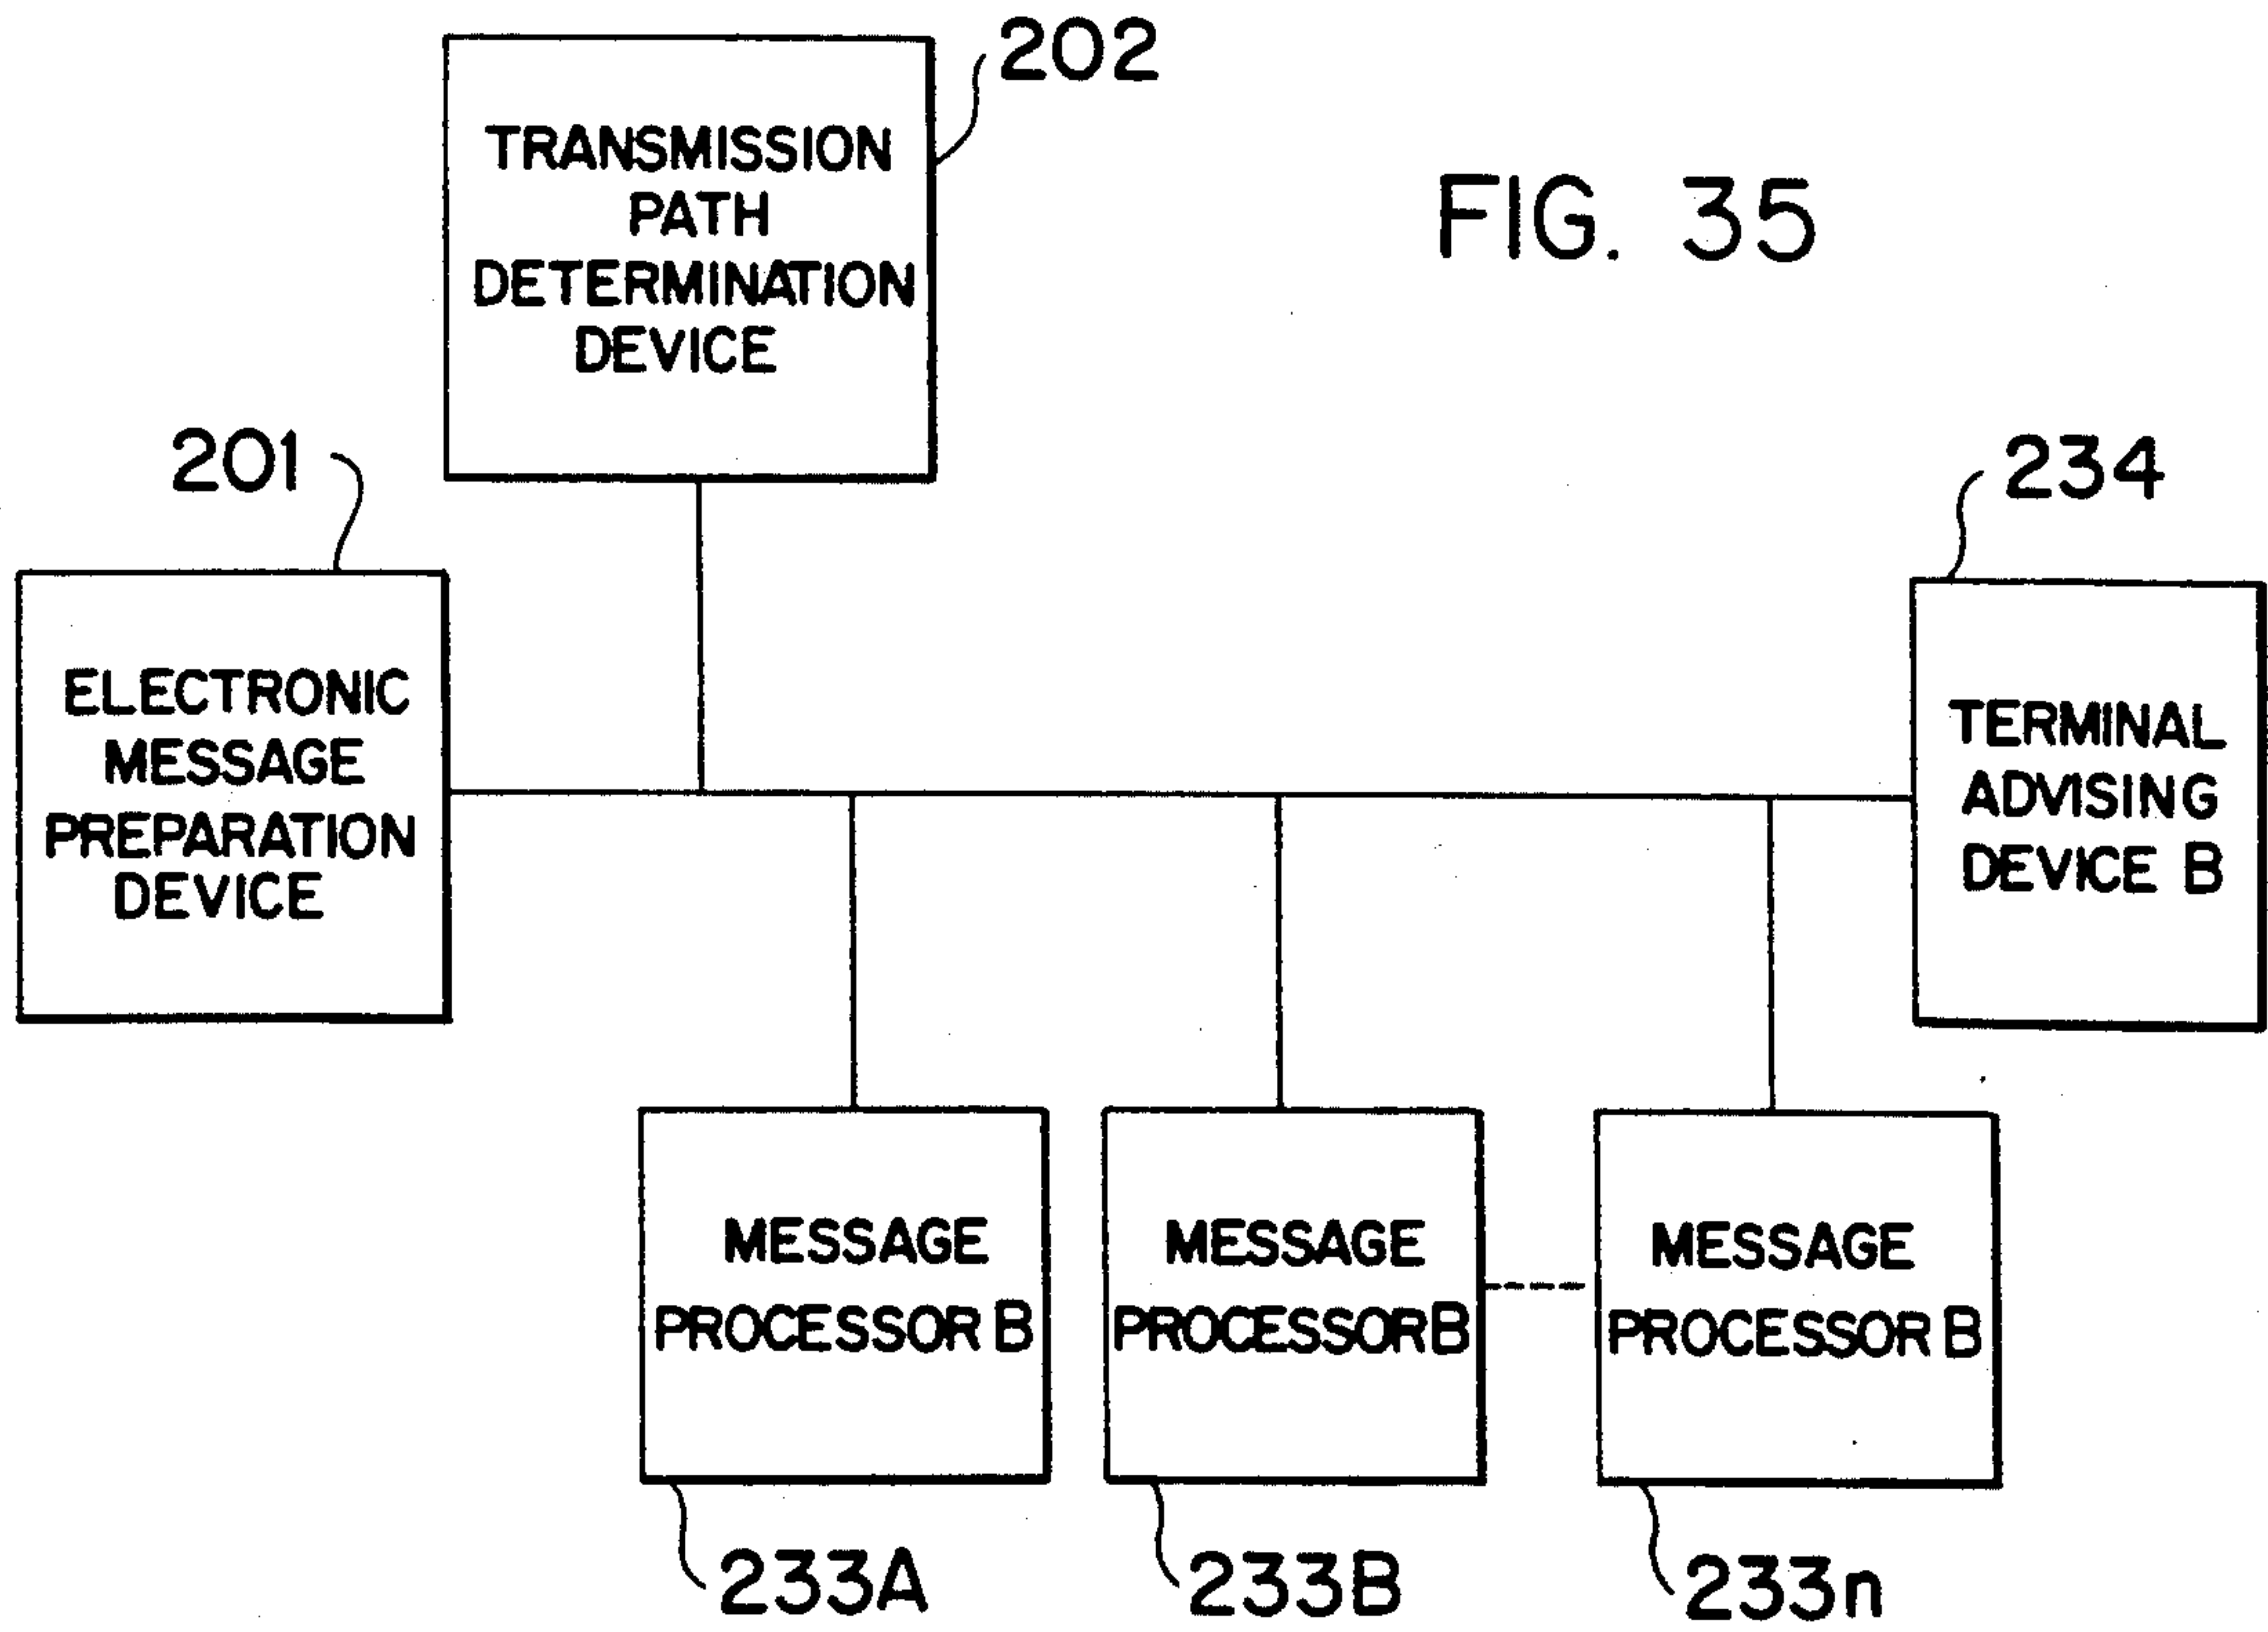 202
TRANSMISSION
PATH
DETERMINATION
DEVICE
FIG. 35
201
234
ELECTRONIC
MESSAGE
PREPARATION
DEVICE
TERMINAL
ADVISING
DEVICE B
MESSAGE
PROCESSOR B
MESSAGE
PROCESSOR B
MESSAGE
PROCESSOR B
233A
233B
233n